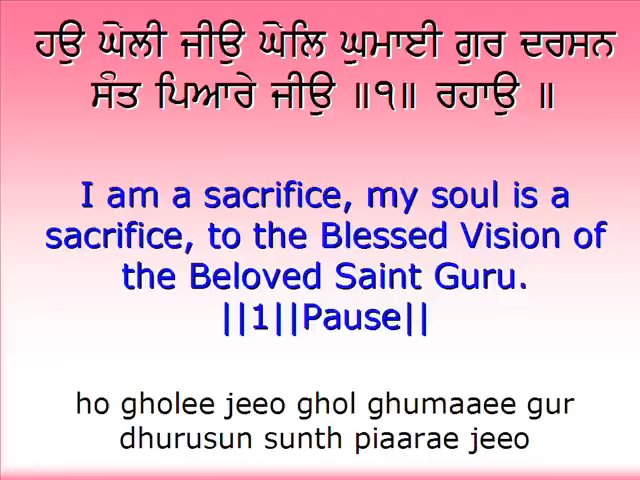 ਹਉ ਘੋਲੀ ਜੀਉ ਘੋਲਿ ਘੁਮਾਈ ਗੁਰ ਦਰਸਨ
ਸੰਤ ਪਿਆਰੇ ਜੀਉ ॥੧॥ ਰਹਾਉ ॥
I am a sacrifice, my soul is a
sacrifice, to the Blessed Vision of
the Beloved Saint Guru.
||1||Pause||
ho gholee jeeo ghol ghumaaee gur
dhurusun sunth piaarae jeeo